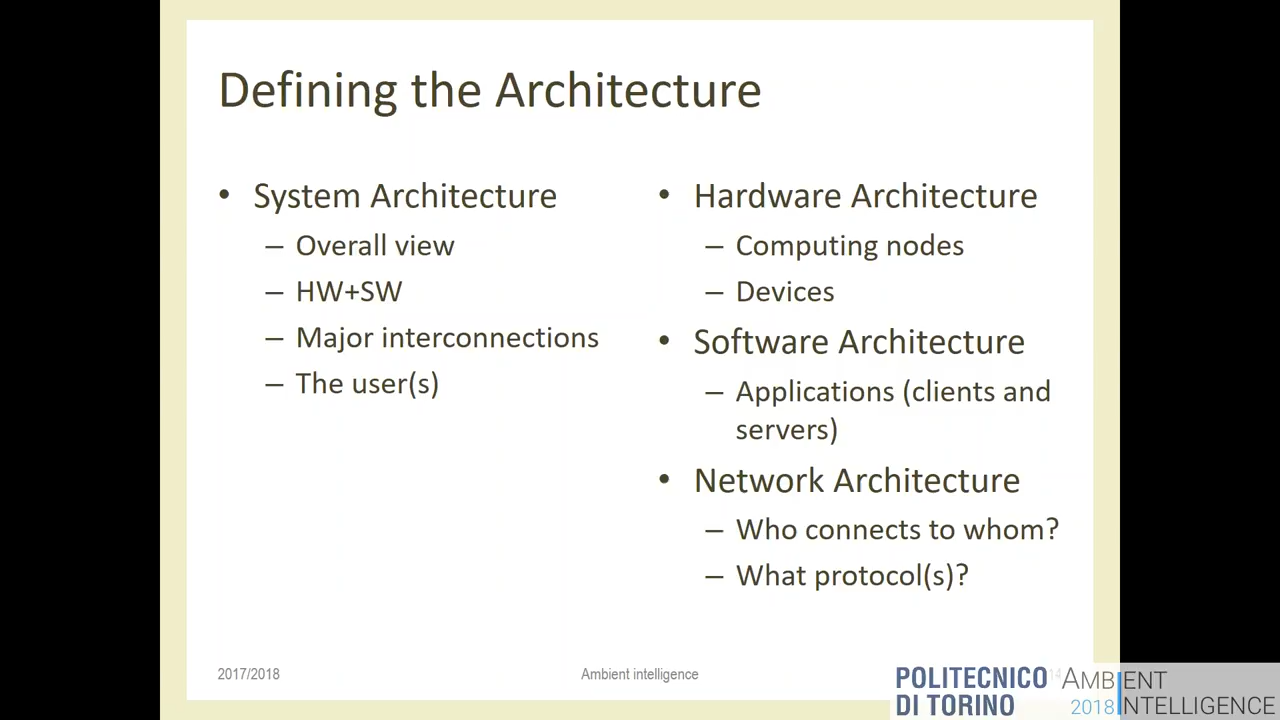 Defining the Architecture
• System Architecture
– Overall view
– HW+SW
– Major interconnections
– The user(s)
• Hardware Architecture
– Computing nodes
– Devices
• Software Architecture
– Applications (clients and
servers)
• Network Architecture
– Who connects to whom?
– What protocol(s)?
2017/2018
Ambient intelligence
14
POLITECNICO
DI TORINO
AMBIENT
2018 INTELLIGENCE